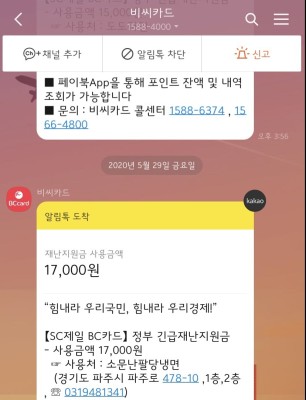 비씨카드
1588-4000
+채널 추가
알림톡 차단
신고
- 사용금액 15,000원
■ 페이북App을 통해 포인트 잔액 및 내역
조회가 가능합니다
■ 문의 : 비씨카드 콜센터 1588-6374 , 15
66-4800
오후 3:56
2020년 5월 29일 금요일
BCcard
비씨카드
kakao
알림톡 도착
재난지원금 사용금액
17,000원
“힘내라 우리국민, 힘내라 우리경제!”
【SC제일 BC카드】 정부 긴급재난지원금
- 사용금액 17,000원
☞ 사용처 : 소문난팔당냉면
(경기도 파주시 파주로 478-10 ,1층,2층
, ☏ 0319481341)